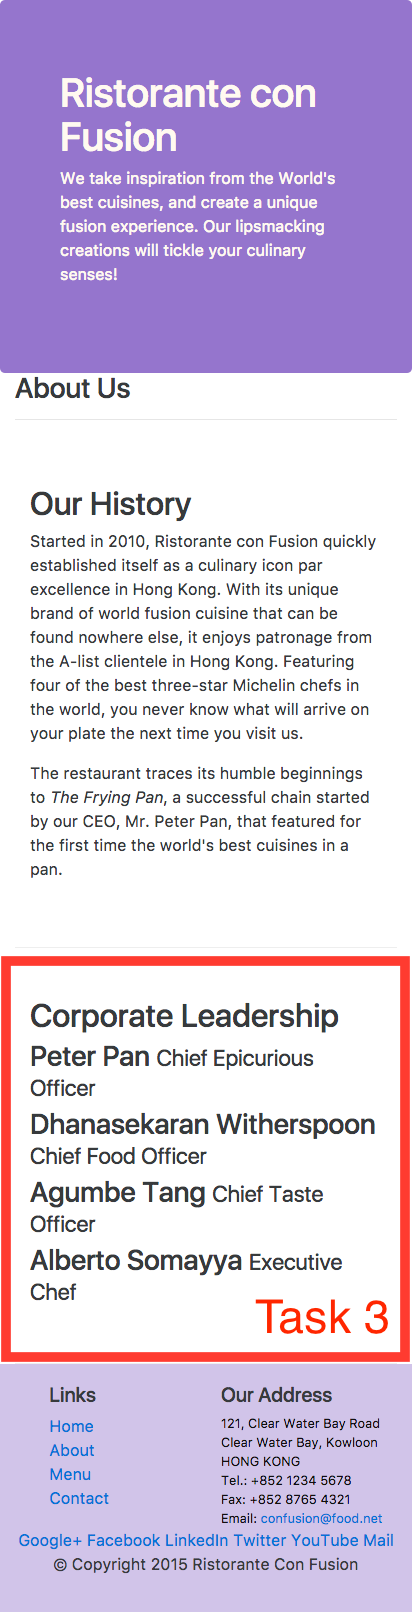 Ristorante con
Fusion
We take inspiration from the World's
best cuisines, and create a unique
fusion experience. Our lipsmacking
creations will tickle your culinary
senses!
About Us
Our History
Started in 2010, Ristorante con Fusion quickly
established itself as a culinary icon par
excellence in Hong Kong. With its unique
brand of world fusion cuisine that can be
found nowhere else, it enjoys patronage from
the A-list clientele in Hong Kong. Featuring
four of the best three-star Michelin chefs in
the world, you never know what will arrive on
your plate the next time you visit us.
The restaurant traces its humble beginnings
to The Frying Pan, a successful chain started
by our CEO, Mr. Peter Pan, that featured for
the first time the world's best cuisines in a
pan.
Corporate Leadership
Peter Pan Chief Epicurious
Officer
Dhanasekaran Witherspoon
Chief Food Officer
Agumbe Tang Chief Taste
Officer
Alberto Somayya Executive
Chef
Task 3
Links
Home
About
Menu
Contact
Our Address
121, Clear Water Bay Road
Clear Water Bay, Kowloon
HONG KONG
Tel.: +852 1234 5678
Fax: +852 8765 4321
Email: confusion@food.net
Google+ Facebook LinkedIn Twitter YouTube Mail
© Copyright 2015 Ristorante Con Fusion